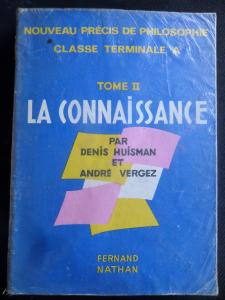 NOUVEAU PRÉCIS DE PHILOSOPHIE
CLASSE TERMINALE A
TOME II
LA CONNAISSANCE
PAR
DENIS HUISMAN
ET
ANDRÉ VERGEZ
FERNAND
NATHAN